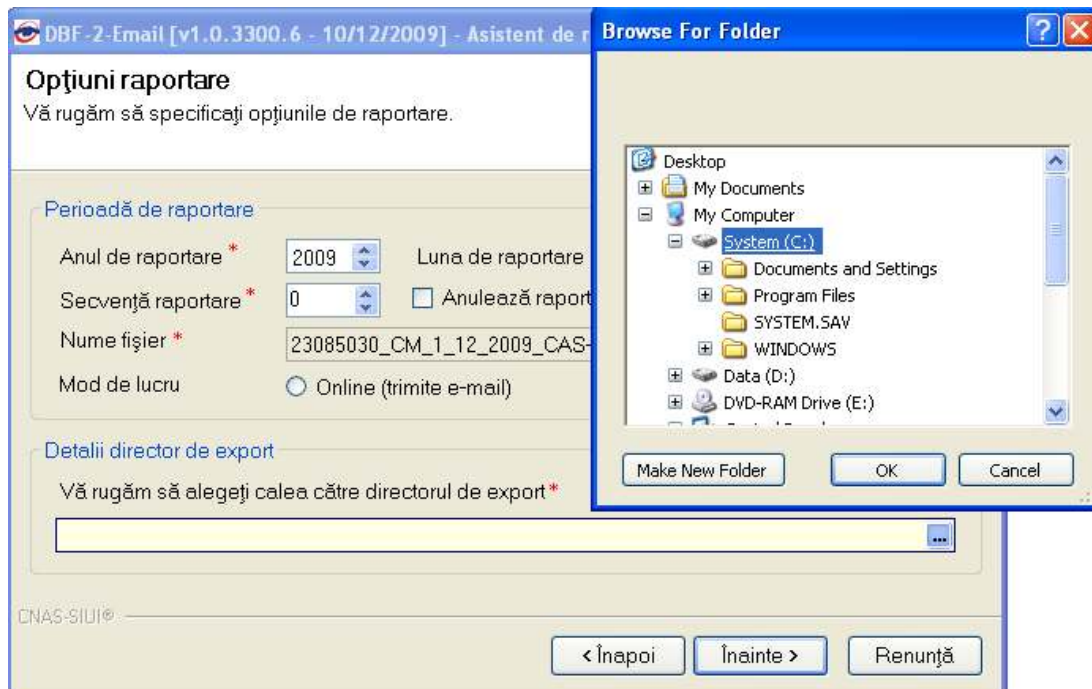 DBF-2-Email [v1.0.3300.6 - 10/12/2009] - Asistent de r
Opţiuni raportare
Vă rugăm să specificaţi opţiunile de raportare.
Perioadă de raportare
Anul de raportare * 2009 Luna de raportare
Secvenţă raportare * 0 Anulează raport
Nume fişier * 23085030_CM_1_12_2009_CAS-
Mod de lucru Online (trimite e-mail)
Detalii director de export
Vă rugăm să alegeţi calea către directorul de export *
...
CNAS-SIUI®
< Înapoi Înainte > Renunţă
Browse For Folder
Desktop
My Documents
My Computer
System (C:)
Documents and Settings
Program Files
SYSTEM.SAV
WINDOWS
Data (D:)
DVD-RAM Drive (E:)
Make New Folder OK Cancel